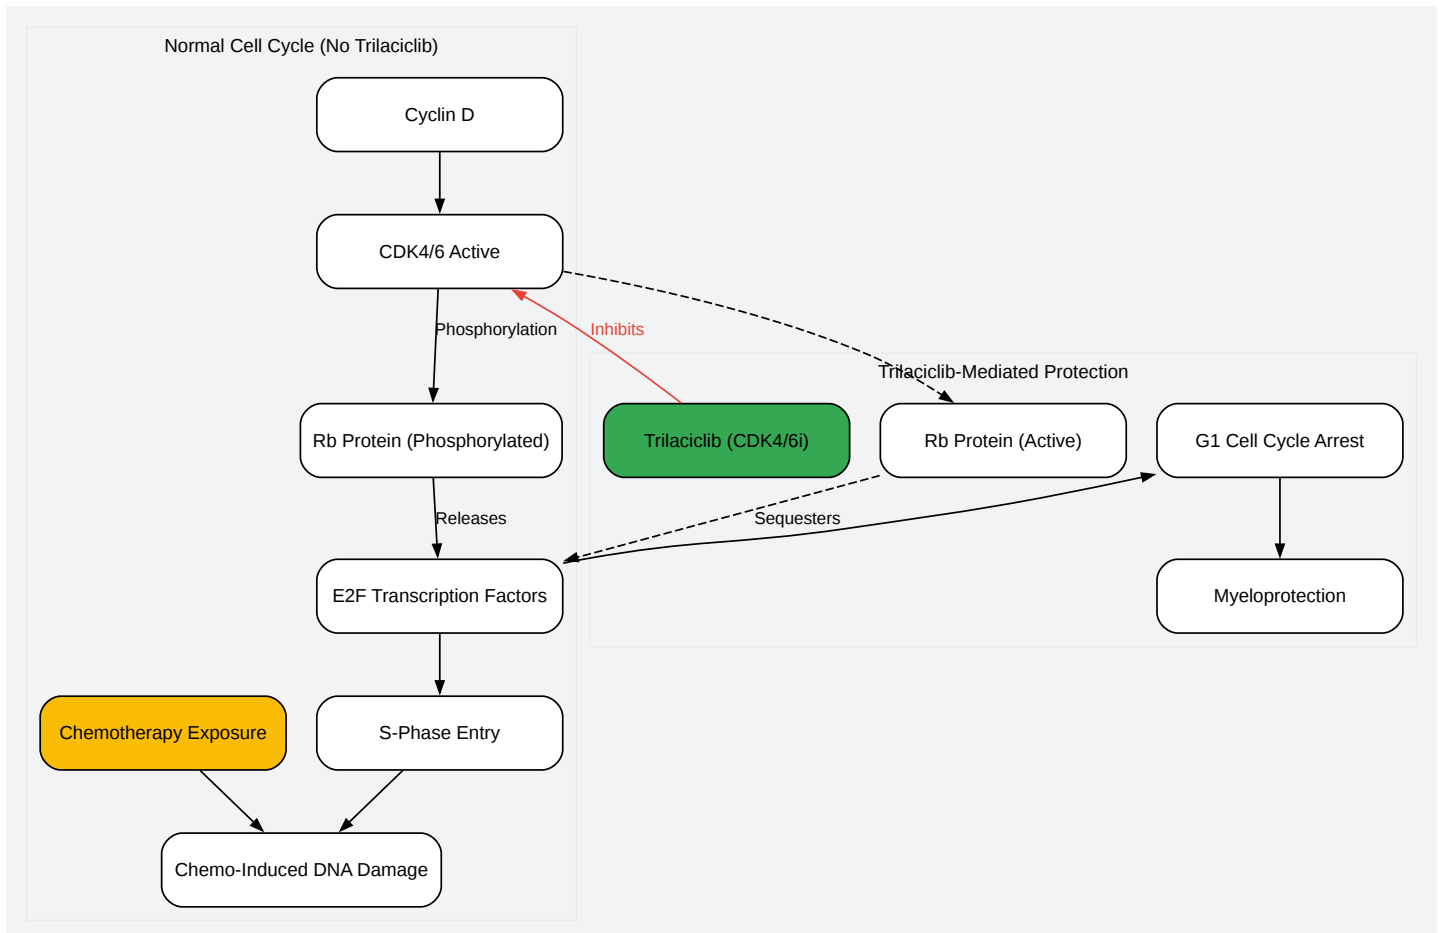 Normal Cell Cycle (No Trilaciclib)
Cyclin D
CDK4/6 Active
Phosphorylation
Inhibits
Trilaciclib-Mediated Protection
Rb Protein (Phosphorylated)
Trilaciclib (CDK4/6i)
Rb Protein (Active)
G1 Cell Cycle Arrest
Releases
Sequesters
E2F Transcription Factors
Myeloprotection
Chemotherapy Exposure
S-Phase Entry
Chemo-Induced DNA Damage